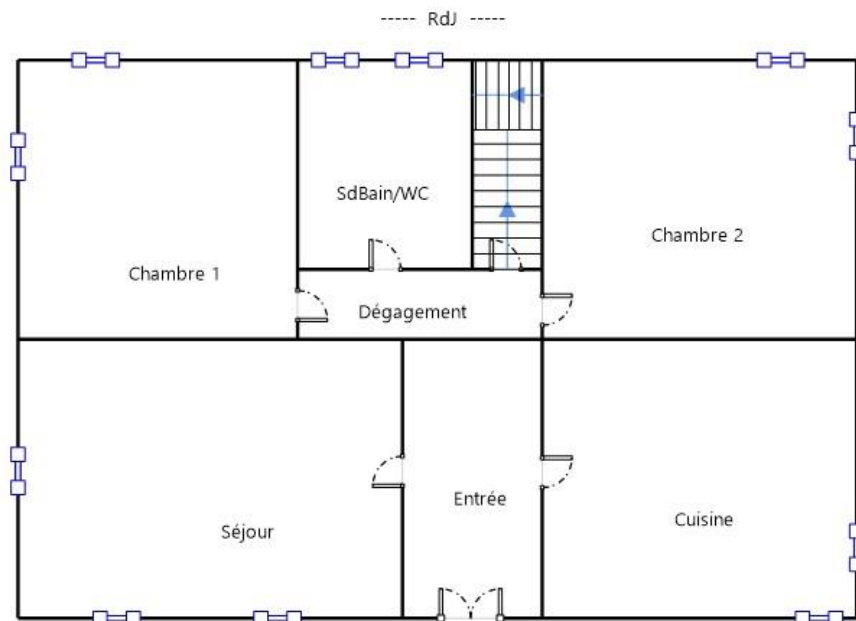 ----- RdJ -----
SdBain/WC
Chambre 2
Chambre 1
Dégagement
Entrée
Cuisine
Séjour